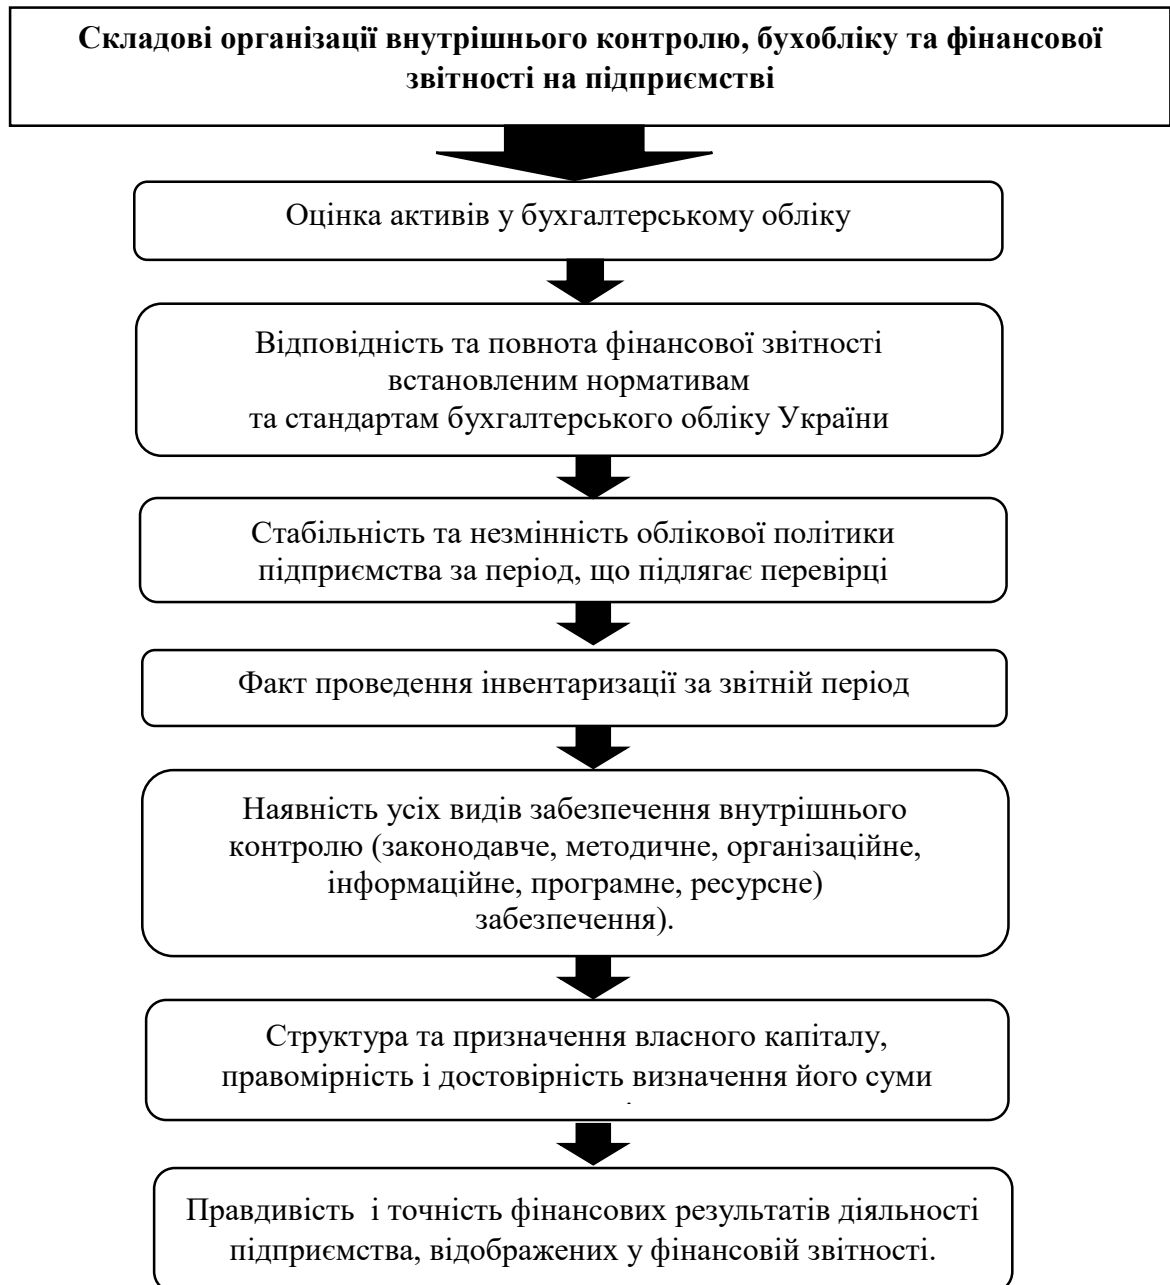 Складові організації внутрішнього контролю, бухобліку та фінансової
звітності на підприємстві
Оцінка активів у бухгалтерському обліку
Відповідність та повнота фінансової звітності
встановленим нормативам
та стандартам бухгалтерського обліку України
Стабільність та незмінність облікової політики
підприємства за період, що підлягає перевірці
Факт проведення інвентаризації за звітній період
Наявність усіх видів забезпечення внутрішнього
контролю (законодавче, методичне, організаційне,
інформаційне, програмне, ресурсне)
забезпечення).
Структура та призначення власного капіталу,
правомірність і достовірність визначення його суми
Правдивість і точність фінансових результатів діяльності
підприємства, відображених у фінансовій звітності.